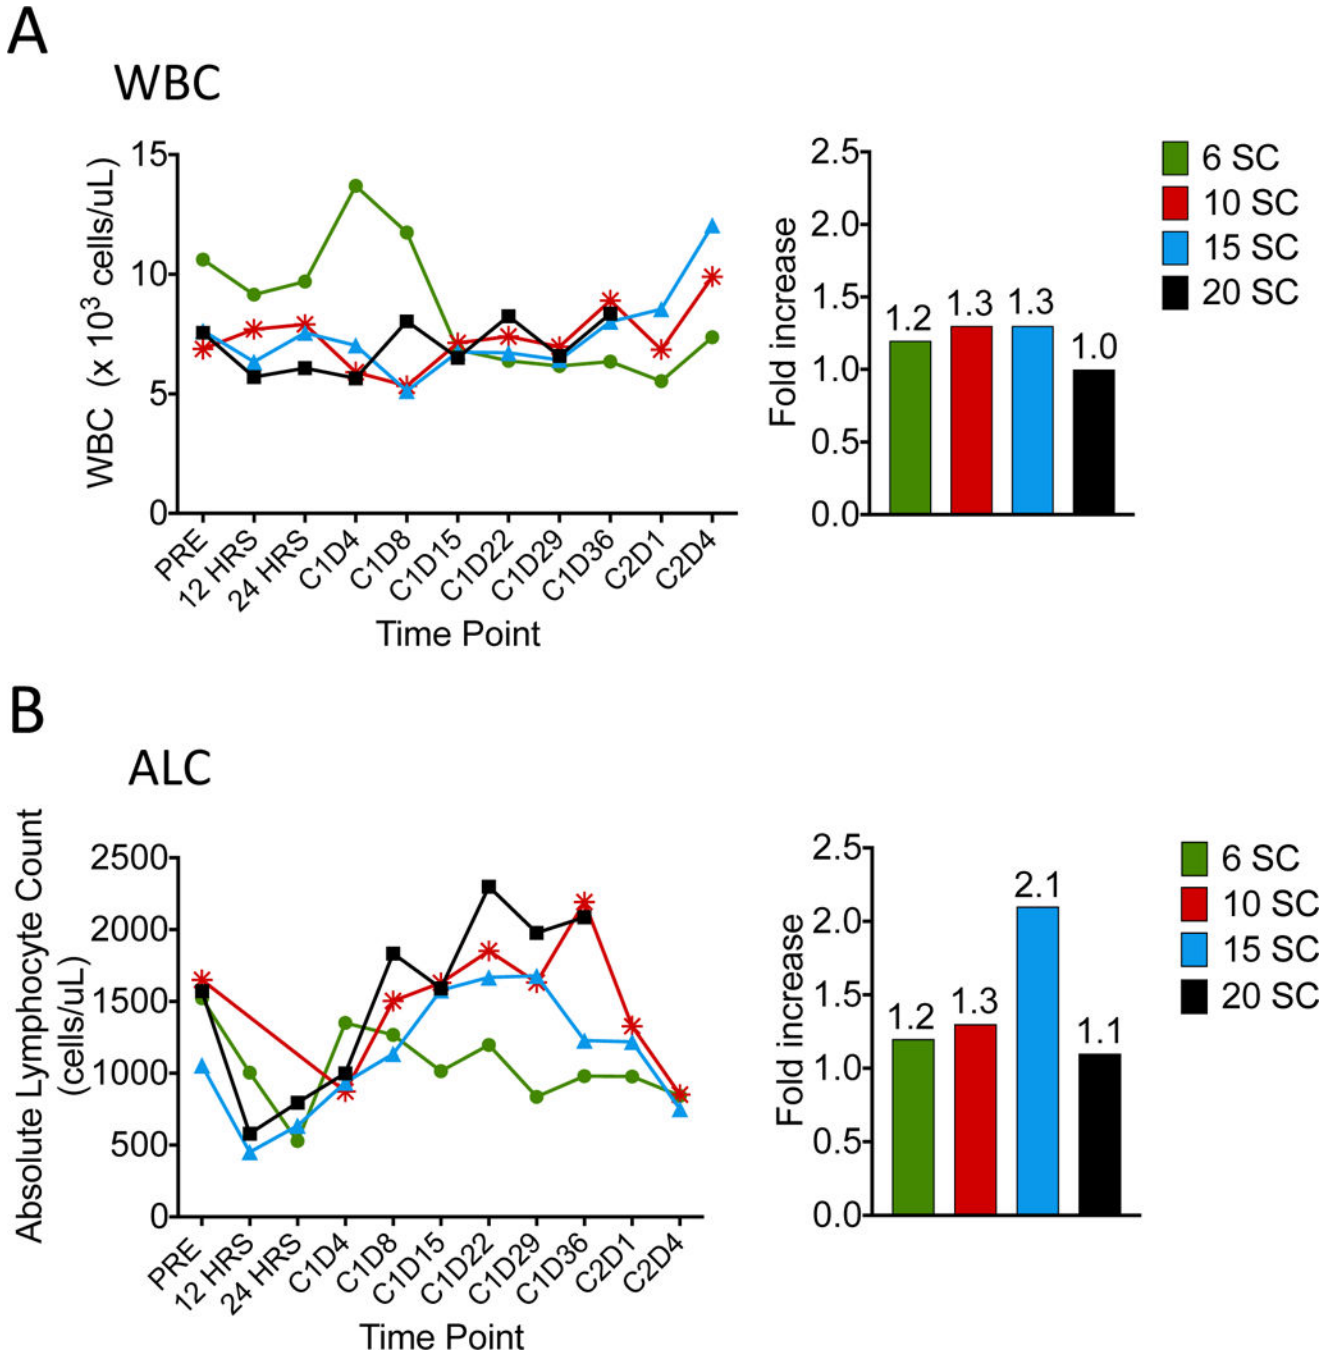 A
WBC
WBC (x 10³ cells/uL)
15
10
5
0
PRE
12 HRS
24 HRS
C1D4
C1D8
C1D15
C1D22
C1D29
C1D36
C2D1
C2D4
Time Point
Fold increase
2.5
2.0
1.5
1.0
0.5
0.0
1.2
1.3
1.3
1.0
6 SC
10 SC
15 SC
20 SC
B
ALC
Absolute Lymphocyte Count
(cells/uL)
2500
2000
1500
1000
500
0
PRE
12 HRS
24 HRS
C1D4
C1D8
C1D15
C1D22
C1D29
C1D36
C2D1
C2D4
Time Point
Fold increase
2.5
2.0
1.5
1.0
0.5
0.0
1.2
1.3
2.1
1.1
6 SC
10 SC
15 SC
20 SC